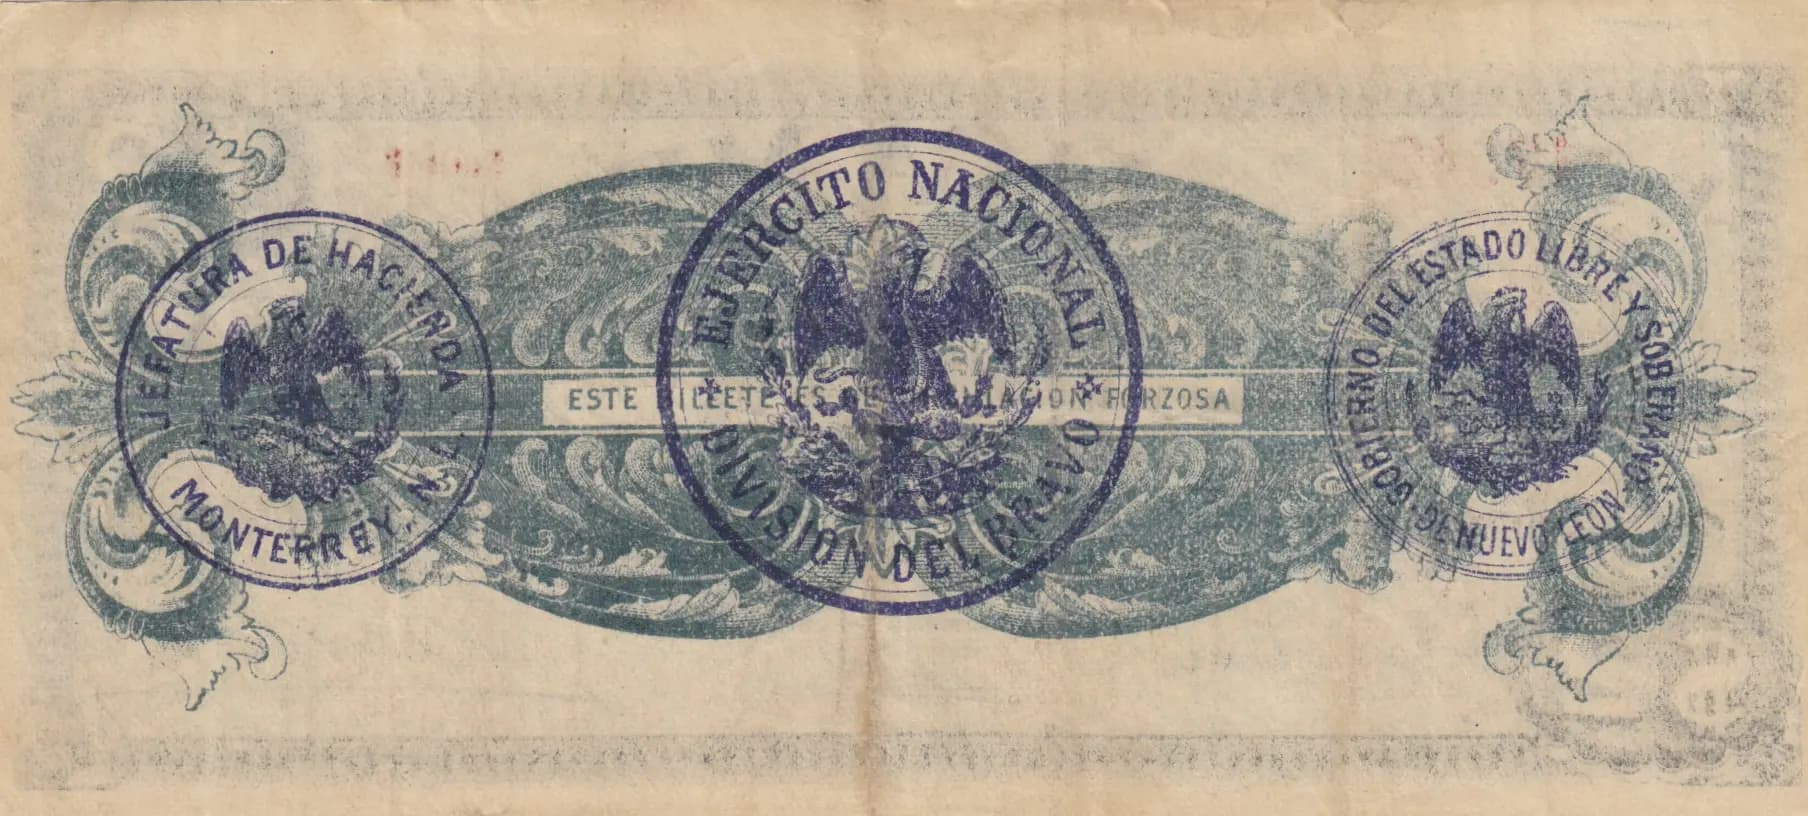 JEFATURA DE HACIENDA
MONTERREY, N. L.
EJERCITO NACIONAL
DIVISION DEL BRAVO
ESTE BILLETE ES DE CIRCULACION FORZOSA
GOBIERNO DEL ESTADO LIBRE Y SOBERANO
DE NUEVO LEON